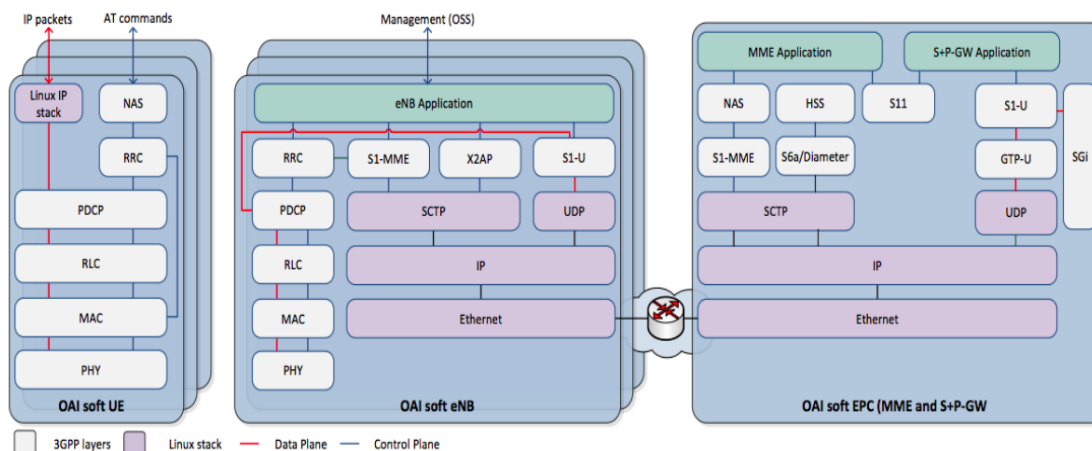 IP packets
AT commands
Linux IP
stack
NAS
RRC
PDCP
RLC
MAC
PHY
OAI soft UE
Management (OSS)
eNB Application
RRC
S1-MME
X2AP
S1-U
PDCP
SCTP
UDP
RLC
IP
MAC
Ethernet
PHY
OAI soft eNB
MME Application
S+P-GW Application
NAS
HSS
S11
S1-U
S1-MME
S6a/Diameter
GTP-U
SGi
SCTP
UDP
IP
Ethernet
OAI soft EPC (MME and S+P-GW
3GPP layers
Linux stack
Data Plane
Control Plane